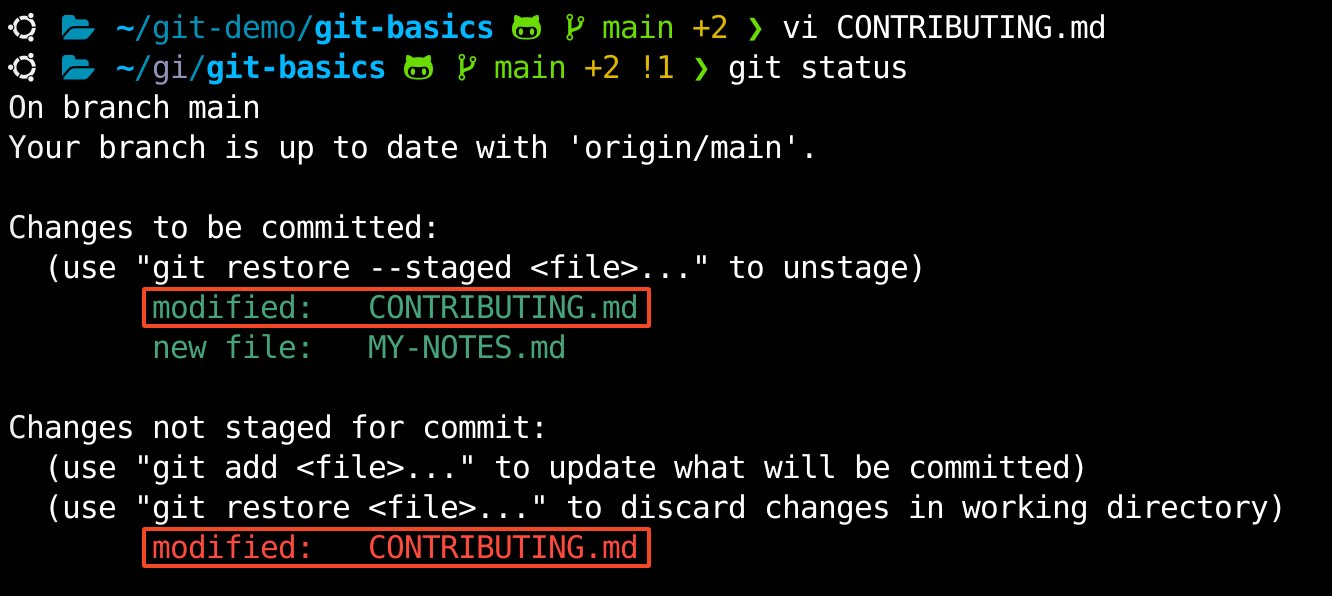 ~/git-demo/git-basics main +2 ❯ vi CONTRIBUTING.md
~/gi/git-basics main +2 !1 ❯ git status
On branch main
Your branch is up to date with 'origin/main'.
Changes to be committed:
(use "git restore --staged <file>..." to unstage)
modified: CONTRIBUTING.md
new file: MY-NOTES.md
Changes not staged for commit:
(use "git add <file>..." to update what will be committed)
(use "git restore <file>..." to discard changes in working directory)
modified: CONTRIBUTING.md